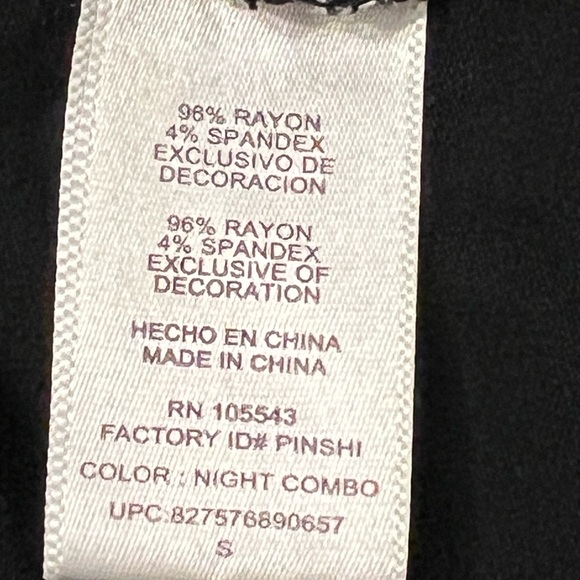 96% RAYON
4% SPANDEX
EXCLUSIVO DE
DECORACION
96% RAYON
4% SPANDEX
EXCLUSIVE OF
DECORATION
HECHO EN CHINA
MADE IN CHINA
RN 105543
FACTORY ID# PINSHI
COLOR : NIGHT COMBO
UPC:827576890657
S